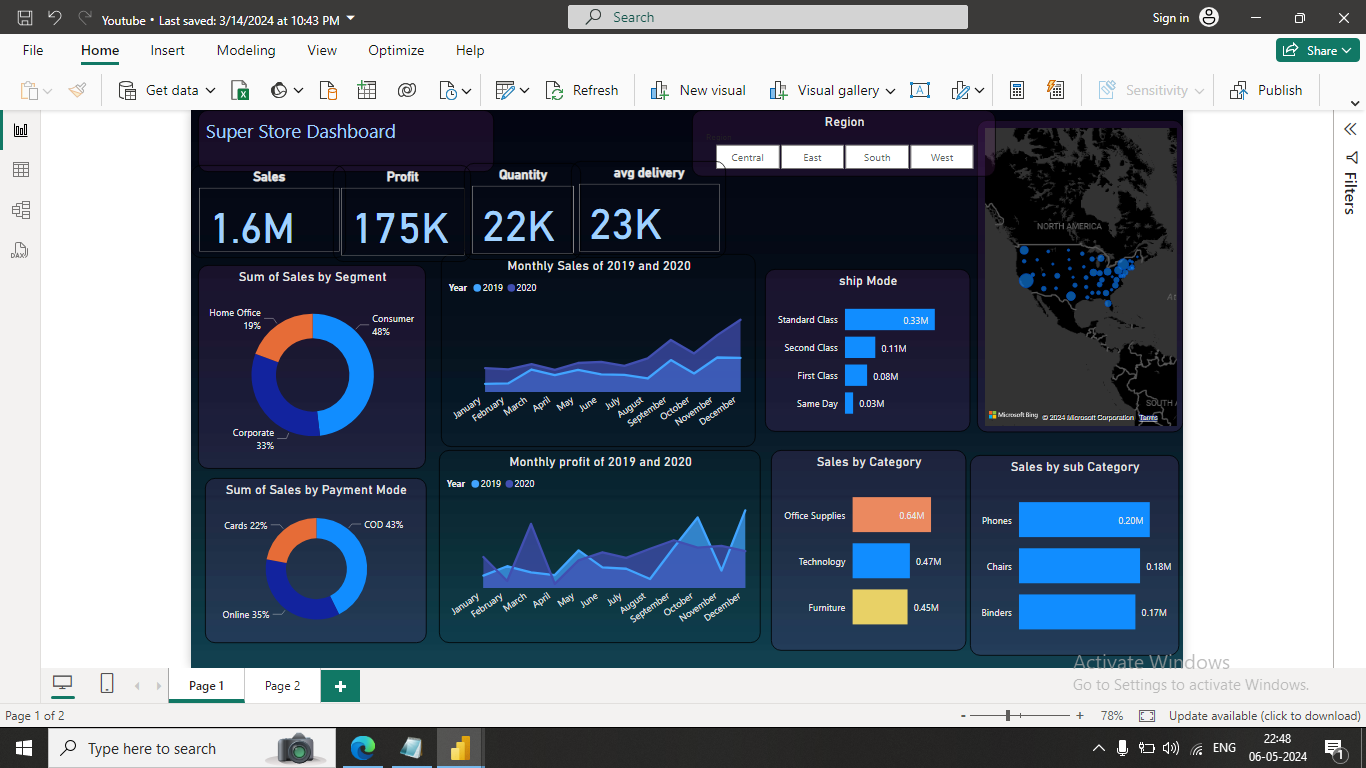 Youtube • Last saved: 3/14/2024 at 10:43 PM
Search
Sign in
File
Home
Insert
Modeling
View
Optimize
Help
Share
Get data
Refresh
New visual
Visual gallery
A
Sensitivity
Publish
DAX
Filters
Super Store Dashboard
Region
Region
Central
East
South
West
Sales
Profit
Quantity
avg delivery
1.6M
175K
22K
23K
Sum of Sales by Segment
Home Office
19%
Consumer
48%
Corporate
33%
Monthly Sales of 2019 and 2020
Year 2019 2020
January
February
March
April
May
June
July
August
September
October
November
December
ship Mode
Standard Class 0.33M
Second Class 0.11M
First Class 0.08M
Same Day 0.03M
NORTH AMERICA
At
SOUTH A
Microsoft Bing
© 2024 Microsoft Corporation Terms
Sum of Sales by Payment Mode
Cards 22%
COD 43%
Online 35%
Monthly profit of 2019 and 2020
Year 2019 2020
January
February
March
April
May
June
July
August
September
October
November
December
Sales by Category
Office Supplies 0.64M
Technology 0.47M
Furniture 0.45M
Sales by sub Category
Phones 0.20M
Chairs 0.18M
Binders 0.17M
Activate Windows
Go to Settings to activate Windows.
Page 1
Page 2
+
Page 1 of 2
- + 78%
Update available (click to download)
Type here to search
ENG
22:48
06-05-2024
1